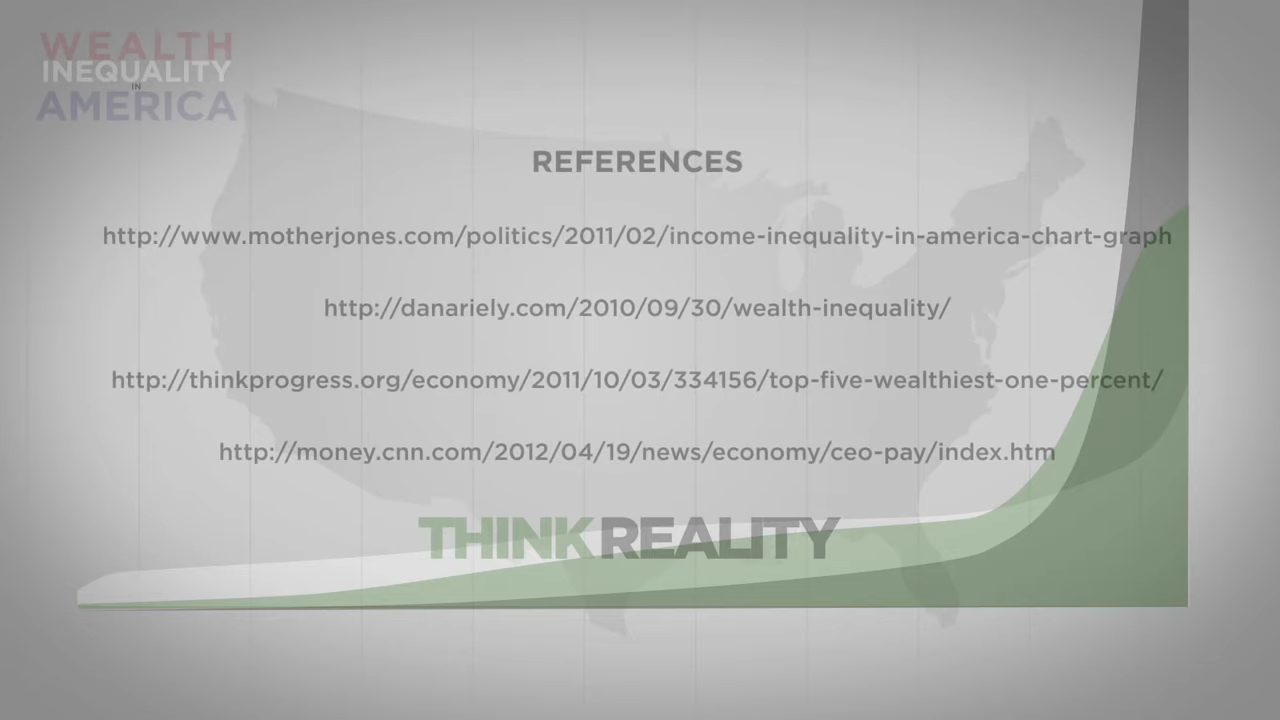 WEALTH
INEQUALITY
IN
AMERICA
REFERENCES
http://www.motherjones.com/politics/2011/02/income-inequality-in-america-chart-graph
http://danariely.com/2010/09/30/wealth-inequality/
http://thinkprogress.org/economy/2011/10/03/334156/top-five-wealthiest-one-percent/
http://money.cnn.com/2012/04/19/news/economy/ceo-pay/index.htm
THINKREALITY